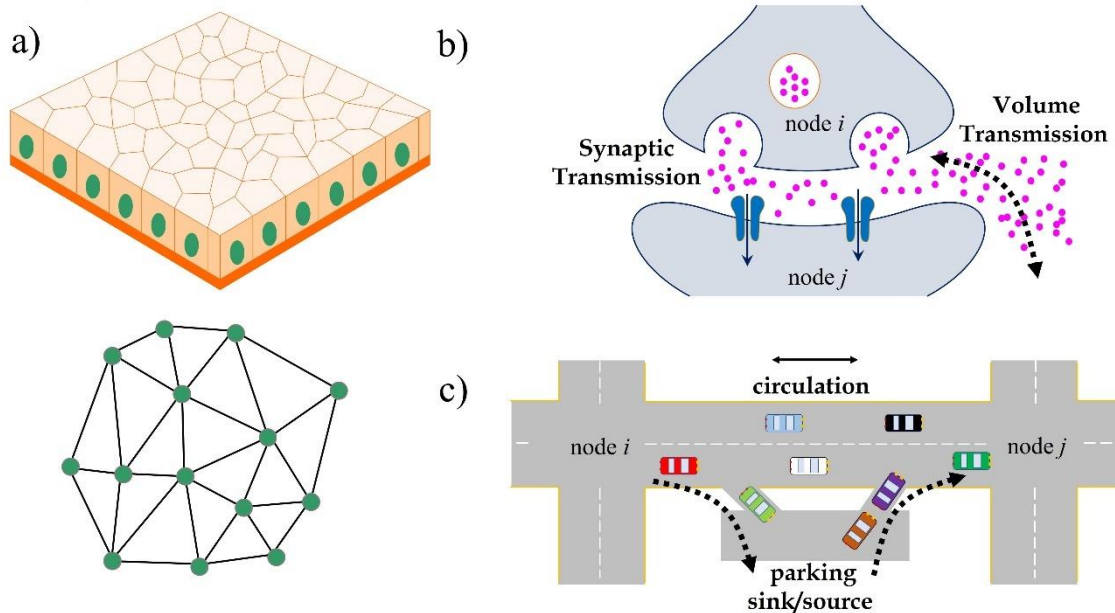 a)
b)
node i
Synaptic
Transmission
Volume
Transmission
node j
c)
circulation
node i
node j
parking
sink/source